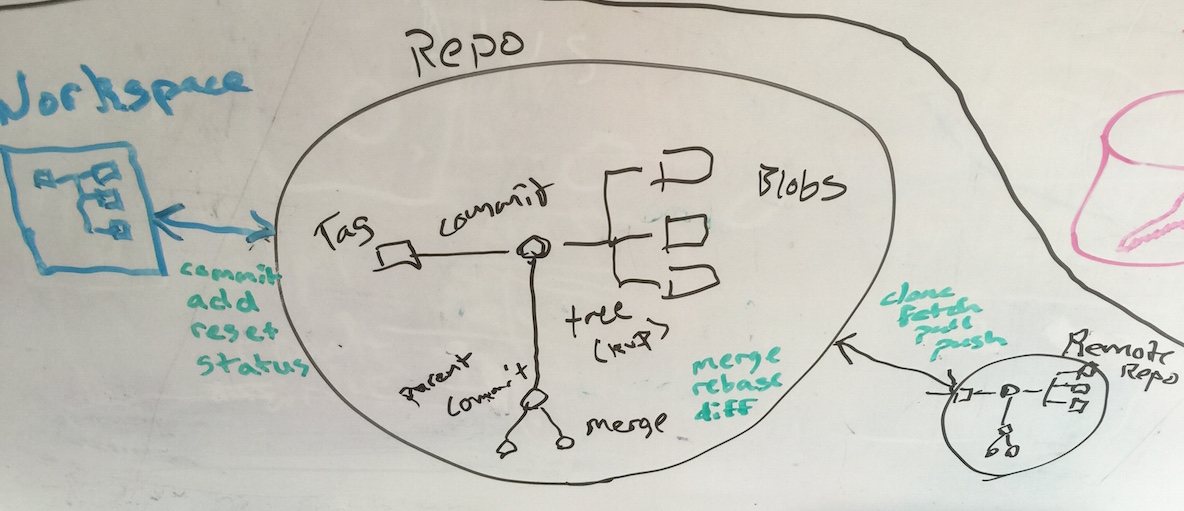 Repo
Workspace
Tag
commit
Blobs
tree
parent
commit
merge
commit
add
reset
status
merge
rebase
diff
clone
fetch
pull
push
Remote
Repo